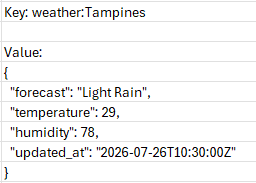 Key: weather:Tampines
Value:
{
  "forecast": "Light Rain",
  "temperature": 29,
  "humidity": 78,
  "updated_at": "2026-07-26T10:30:00Z"
}